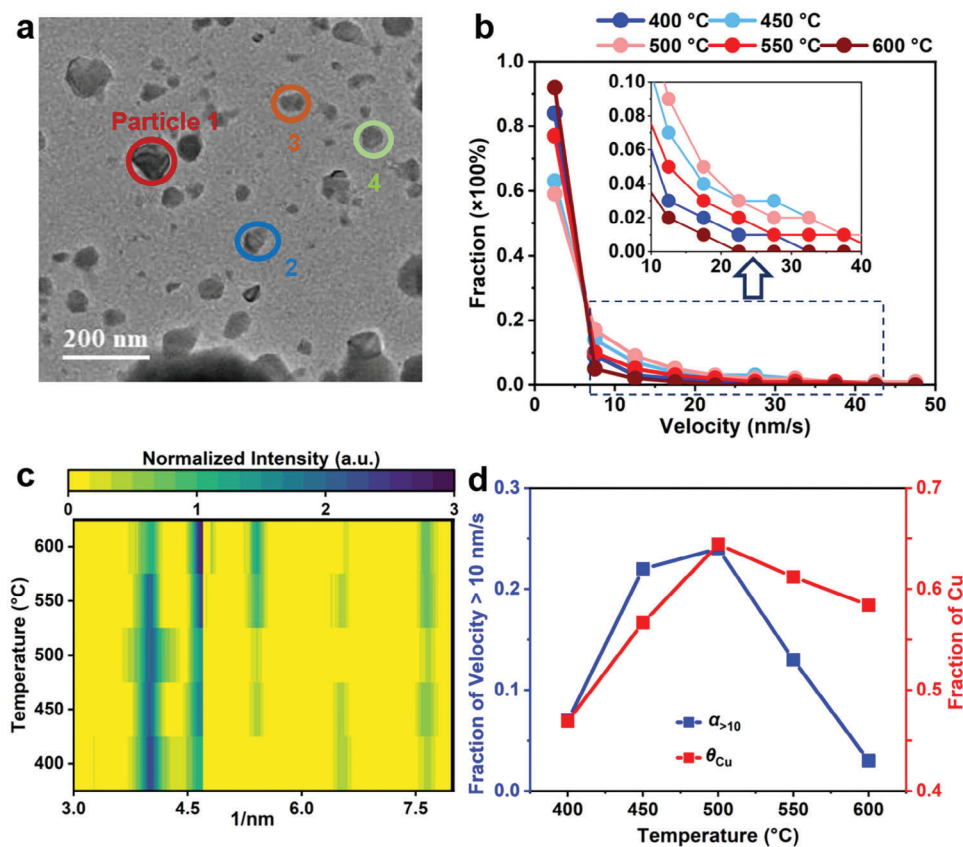 a
Particle 1
3
4
2
200 nm
b
400 °C 450 °C
500 °C 550 °C 600 °C
Fraction (×100%)
1.0
0.8
0.6
0.4
0.2
0.0
0 10 20 30 40 50
Velocity (nm/s)
0.10
0.08
0.06
0.04
0.02
0.00
10 15 20 25 30 35 40
c
Normalized Intensity (a.u.)
0 1 2 3
Temperature (°C)
600
550
500
450
400
3.0 4.5 6.0 7.5
1/nm
d
Fraction of Velocity > 10 nm/s
0.3
0.2
0.1
0.0
400 450 500 550 600
Temperature (°C)
α>10
θCu
0.7
0.6
0.5
0.4
Fraction of Cu